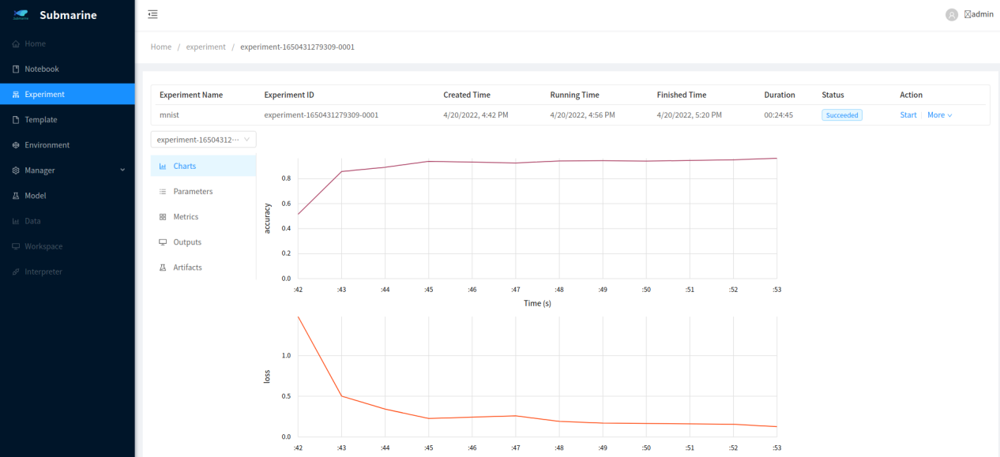 Submarine
Submarine
admin
Home
Notebook
Experiment
Template
Environment
Manager
Model
Data
Workspace
Interpreter
Home / experiment / experiment-1650431279309-0001
Experiment Name Experiment ID Created Time Running Time Finished Time Duration Status Action
mnist experiment-1650431279309-0001 4/20/2022, 4:42 PM 4/20/2022, 4:56 PM 4/20/2022, 5:20 PM 00:24:45 Succeeded Start More
experiment-16504312···
Charts
Parameters
Metrics
Outputs
Artifacts
accuracy
0.8
0.6
0.4
0.2
0.0
:42 :43 :44 :45 :46 :47 :48 :49 :50 :51 :52 :53
Time (s)
loss
1.0
0.5
0.0
:42 :43 :44 :45 :46 :47 :48 :49 :50 :51 :52 :53